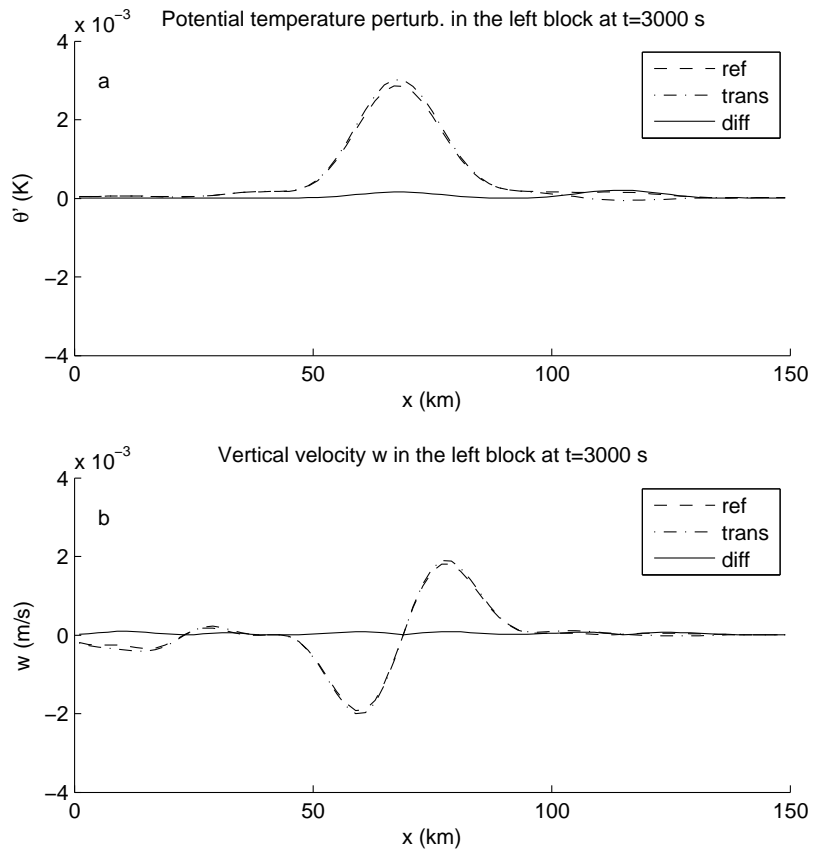 Potential temperature perturb. in the left block at t=3000 s
x 10⁻³
4
2
0
−2
−4
a
ref
trans
diff
θ' (K)
0
50
100
150
x (km)
Vertical velocity w in the left block at t=3000 s
x 10⁻³
4
2
0
−2
−4
b
ref
trans
diff
w (m/s)
0
50
100
150
x (km)